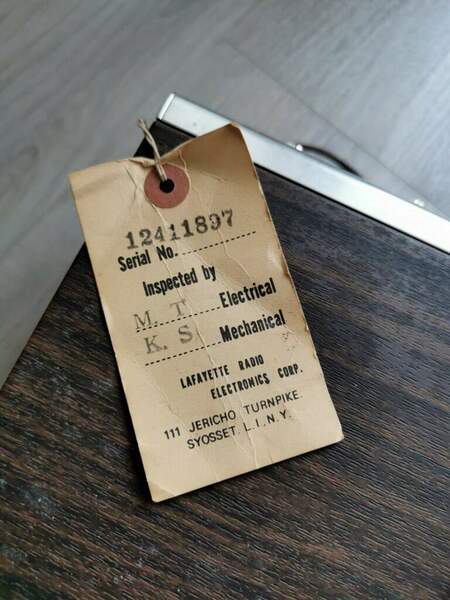 12411897
Serial No.
Inspected by
M. T. Electrical
K. S. Mechanical
LAFAYETTE RADIO
ELECTRONICS CORP.
111 JERICHO TURNPIKE.
SYOSSET, L.I., N.Y.